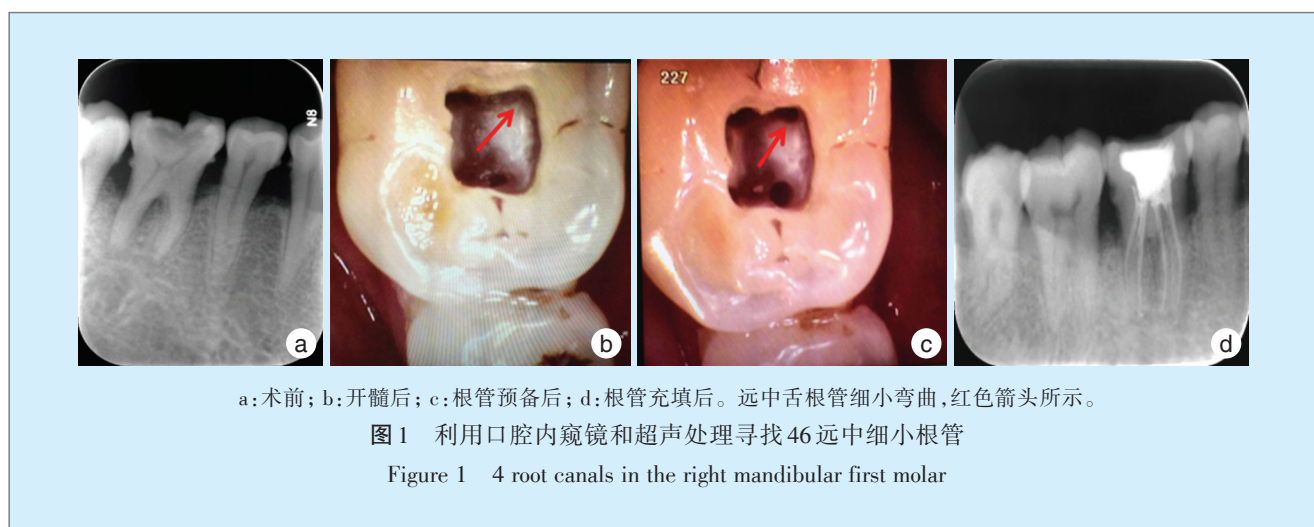 N8
227
a
b
c
d
a:术前; b:开髓后; c:根管预备后; d:根管充填后。远中舌根管细小弯曲,红色箭头所示。
图1 利用口腔内窥镜和超声处理寻找46远中细小根管
Figure 1 4 root canals in the right mandibular first molar